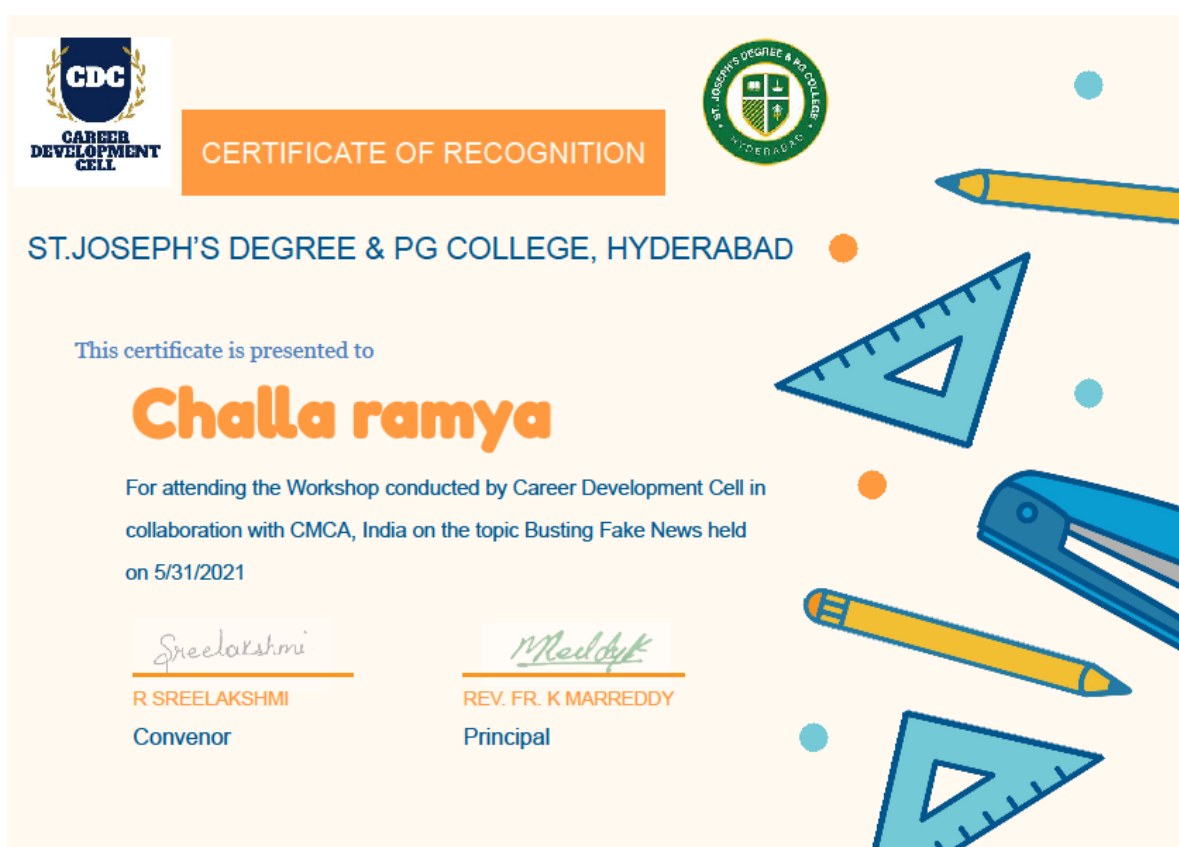 CDC
CAREER
DEVELOPMENT
CELL
ST. JOSEPH'S DEGREE & PG COLLEGE
HYDERABAD
CERTIFICATE OF RECOGNITION
ST.JOSEPH'S DEGREE & PG COLLEGE, HYDERABAD
This certificate is presented to
Challa ramya
For attending the Workshop conducted by Career Development Cell in
collaboration with CMCA, India on the topic Busting Fake News held
on 5/31/2021
Sreelakshmi
MReddyk
R SREELAKSHMI
REV. FR. K MARREDDY
Convenor
Principal